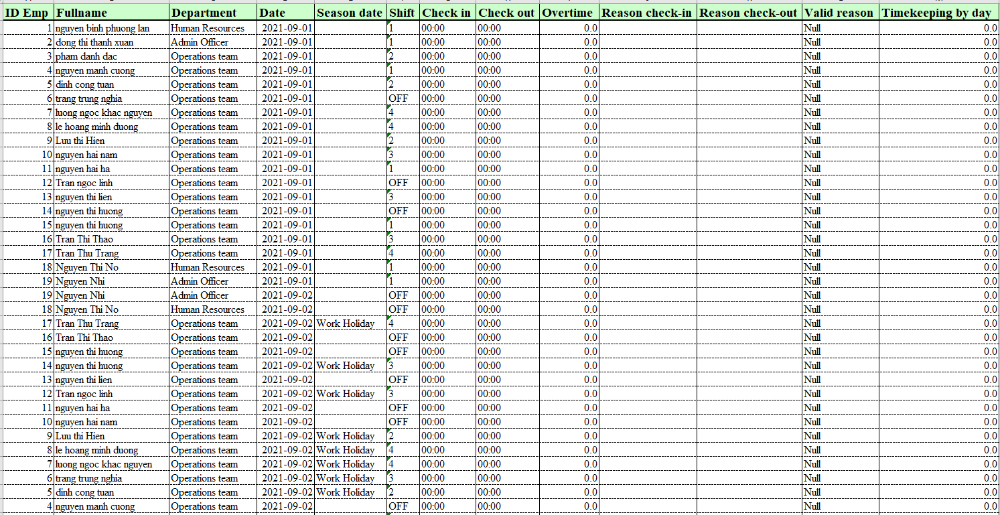 ID Emp Fullname Department Date Season date Shift Check in Check out Overtime Reason check-in Reason check-out Valid reason Timekeeping by day
1 nguyen binh phuong lan Human Resources 2021-09-01 1 00:00 00:00 0.0 Null 0.0
2 dong thi thanh xuan Admin Officer 2021-09-01 1 00:00 00:00 0.0 Null 0.0
3 pham danh dac Operations team 2021-09-01 2 00:00 00:00 0.0 Null 0.0
4 nguyen manh cuong Operations team 2021-09-01 1 00:00 00:00 0.0 Null 0.0
5 dinh cong tuan Operations team 2021-09-01 2 00:00 00:00 0.0 Null 0.0
6 trang trung nghia Operations team 2021-09-01 OFF 00:00 00:00 0.0 Null 0.0
7 luong ngoc khac nguyen Operations team 2021-09-01 4 00:00 00:00 0.0 Null 0.0
8 le hoang minh duong Operations team 2021-09-01 4 00:00 00:00 0.0 Null 0.0
9 Luu thi Hien Operations team 2021-09-01 2 00:00 00:00 0.0 Null 0.0
10 nguyen hai nam Operations team 2021-09-01 3 00:00 00:00 0.0 Null 0.0
11 nguyen hai ha Operations team 2021-09-01 1 00:00 00:00 0.0 Null 0.0
12 Tran ngoc linh Operations team 2021-09-01 OFF 00:00 00:00 0.0 Null 0.0
13 nguyen thi lien Operations team 2021-09-01 3 00:00 00:00 0.0 Null 0.0
14 nguyen thi huong Operations team 2021-09-01 OFF 00:00 00:00 0.0 Null 0.0
15 nguyen thi huong Operations team 2021-09-01 1 00:00 00:00 0.0 Null 0.0
16 Tran Thi Thao Operations team 2021-09-01 3 00:00 00:00 0.0 Null 0.0
17 Tran Thu Trang Operations team 2021-09-01 4 00:00 00:00 0.0 Null 0.0
18 Nguyen Thi No Human Resources 2021-09-01 1 00:00 00:00 0.0 Null 0.0
19 Nguyen Nhi Admin Officer 2021-09-01 1 00:00 00:00 0.0 Null 0.0
19 Nguyen Nhi Admin Officer 2021-09-02 OFF 00:00 00:00 0.0 Null 0.0
18 Nguyen Thi No Human Resources 2021-09-02 OFF 00:00 00:00 0.0 Null 0.0
17 Tran Thu Trang Operations team 2021-09-02 Work Holiday 4 00:00 00:00 0.0 Null 0.0
16 Tran Thi Thao Operations team 2021-09-02 OFF 00:00 00:00 0.0 Null 0.0
15 nguyen thi huong Operations team 2021-09-02 OFF 00:00 00:00 0.0 Null 0.0
14 nguyen thi huong Operations team 2021-09-02 Work Holiday 3 00:00 00:00 0.0 Null 0.0
13 nguyen thi lien Operations team 2021-09-02 OFF 00:00 00:00 0.0 Null 0.0
12 Tran ngoc linh Operations team 2021-09-02 Work Holiday 3 00:00 00:00 0.0 Null 0.0
11 nguyen hai ha Operations team 2021-09-02 OFF 00:00 00:00 0.0 Null 0.0
10 nguyen hai nam Operations team 2021-09-02 OFF 00:00 00:00 0.0 Null 0.0
9 Luu thi Hien Operations team 2021-09-02 Work Holiday 2 00:00 00:00 0.0 Null 0.0
8 le hoang minh duong Operations team 2021-09-02 Work Holiday 4 00:00 00:00 0.0 Null 0.0
7 luong ngoc khac nguyen Operations team 2021-09-02 Work Holiday 4 00:00 00:00 0.0 Null 0.0
6 trang trung nghia Operations team 2021-09-02 Work Holiday 3 00:00 00:00 0.0 Null 0.0
5 dinh cong tuan Operations team 2021-09-02 Work Holiday 2 00:00 00:00 0.0 Null 0.0
4 nguyen manh cuong Operations team 2021-09-02 OFF 00:00 00:00 0.0 Null 0.0